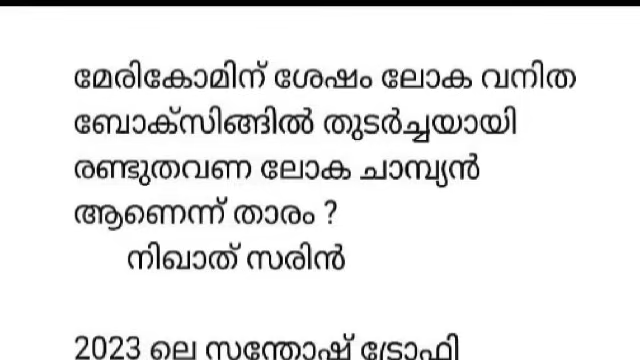 മേരികോമിന് ശേഷം ലോക വനിത
ബോക്സിങ്ങിൽ തുടർച്ചയായി
രണ്ടുതവണ ലോക ചാമ്പ്യൻ
ആണെന്ന് താരം ?
നിഖാത് സരിൻ
2023 ലെ സന്തോഷ് ട്രോഫി